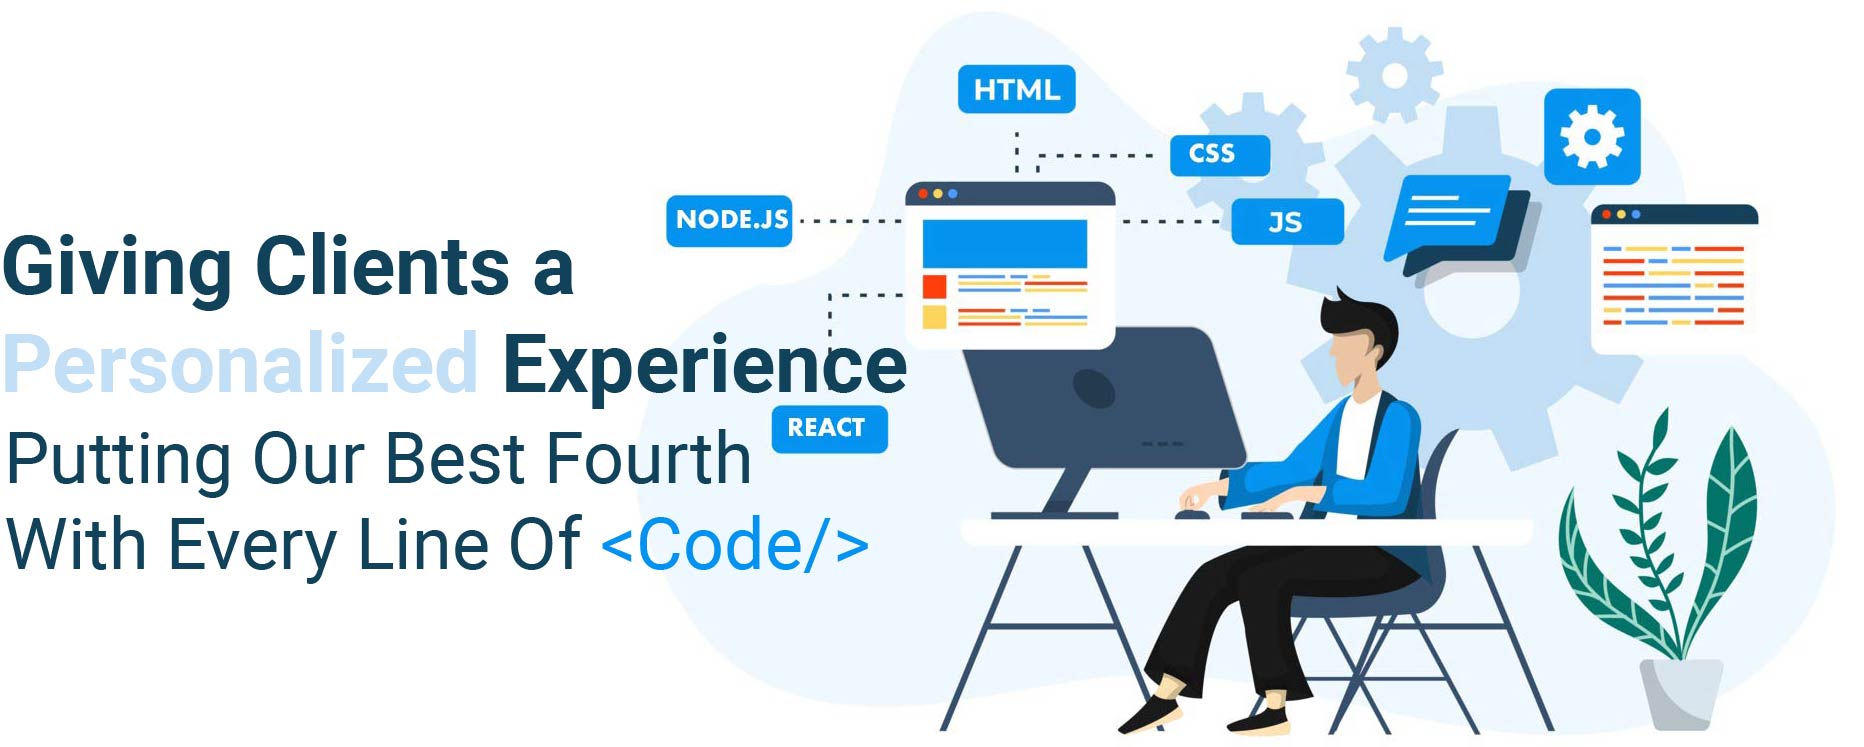 HTML
CSS
NODE.JS
JS
Giving Clients a
Personalized Experience
REACT
Putting Our Best Fourth
With Every Line Of <Code/>